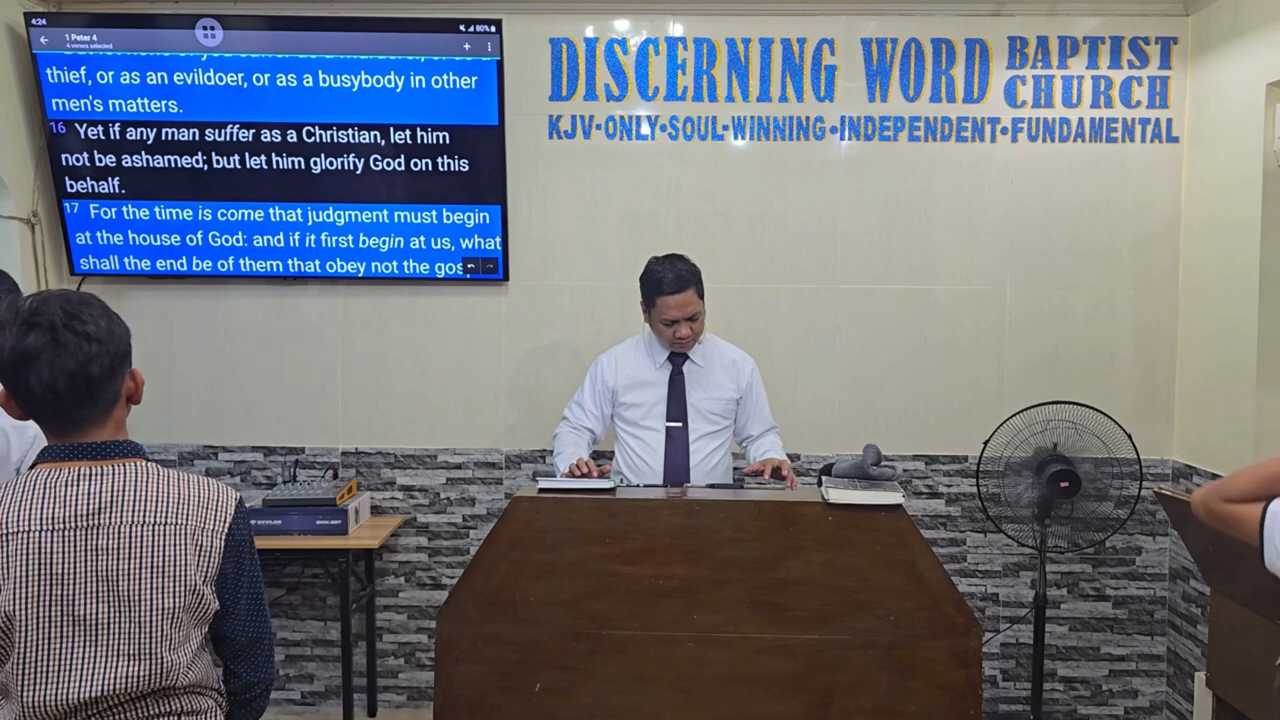 4:24
80%
1 Peter 4
4 verses selected
thief, or as an evildoer, or as a busybody in other
men's matters.
16 Yet if any man suffer as a Christian, let him
not be ashamed; but let him glorify God on this
behalf.
17 For the time is come that judgment must begin
at the house of God: and if it first begin at us, what
shall the end be of them that obey not the
DISCERNING WORD BAPTIST CHURCH
KJV-ONLY•SOUL-WINNING•INDEPENDENT•FUNDAMENTAL